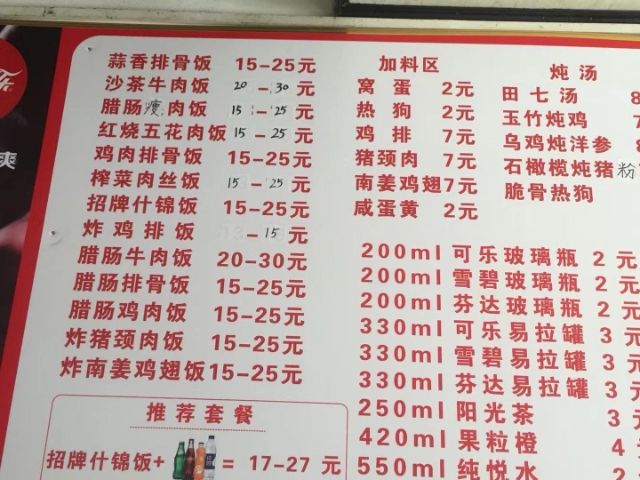 蒜香排骨饭 15-25元
沙茶牛肉饭 20-30元
腊肠瘦肉饭 15-25元
红烧五花肉饭 15-25元
鸡肉排骨饭 15-25元
榨菜肉丝饭 15-25元
招牌什锦饭 15-25元
炸鸡排饭 15元
腊肠牛肉饭 20-30元
腊肠排骨饭 15-25元
腊肠鸡肉饭 15-25元
炸猪颈肉饭 15-25元
炸南姜鸡翅饭 15-25元
推荐套餐
招牌什锦饭+ = 17-27 元
加料区
窝蛋 2元
热狗 2元
鸡排 7元
猪颈肉 7元
南姜鸡翅 7元
咸蛋黄 2元
炖汤
田七汤 8
玉竹炖鸡 7
乌鸡炖洋参
石橄榄炖猪粉
脆骨热狗
200ml 可乐玻璃瓶 2 元
200ml 雪碧玻璃瓶 2 元
200ml 芬达玻璃瓶 2 元
330ml 可乐易拉罐 3 元
330ml 雪碧易拉罐 3 元
330ml 芬达易拉罐 3 元
250ml 阳光茶 3 元
420ml 果粒橙 4 元
550ml 纯悦水 2
爽